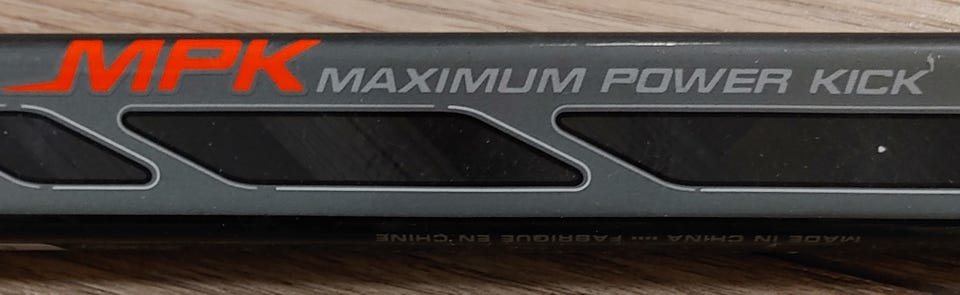 MPK MAXIMUM POWER KICK
MADE IN CHINA .... FABRIQUÉ EN CHINE